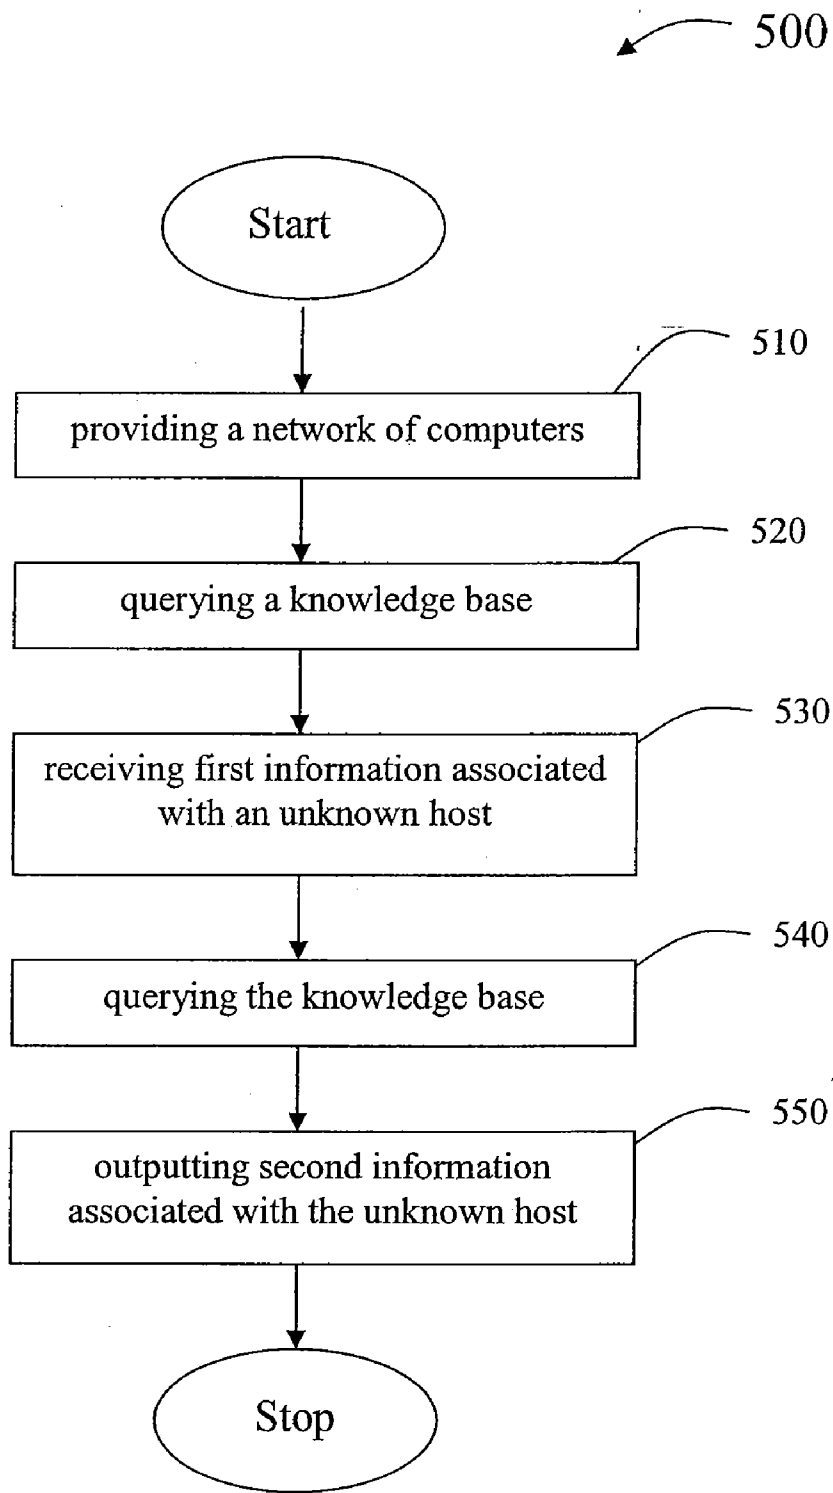 500
Start
510
providing a network of computers
520
querying a knowledge base
530
receiving first information associated
with an unknown host
540
querying the knowledge base
550
outputting second information
associated with the unknown host
Stop